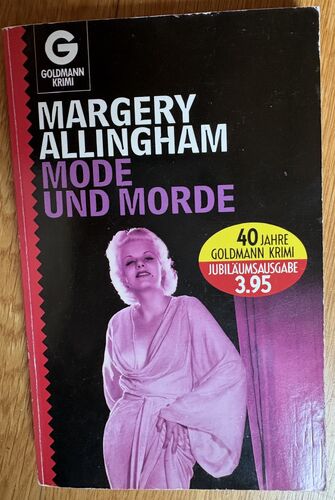 G
GOLDMANN
KRIMI
MARGERY
ALLINGHAM
MODE
UND MORDE
40 JAHRE
GOLDMANN KRIMI
JUBILÄUMSAUSGABE
3.95